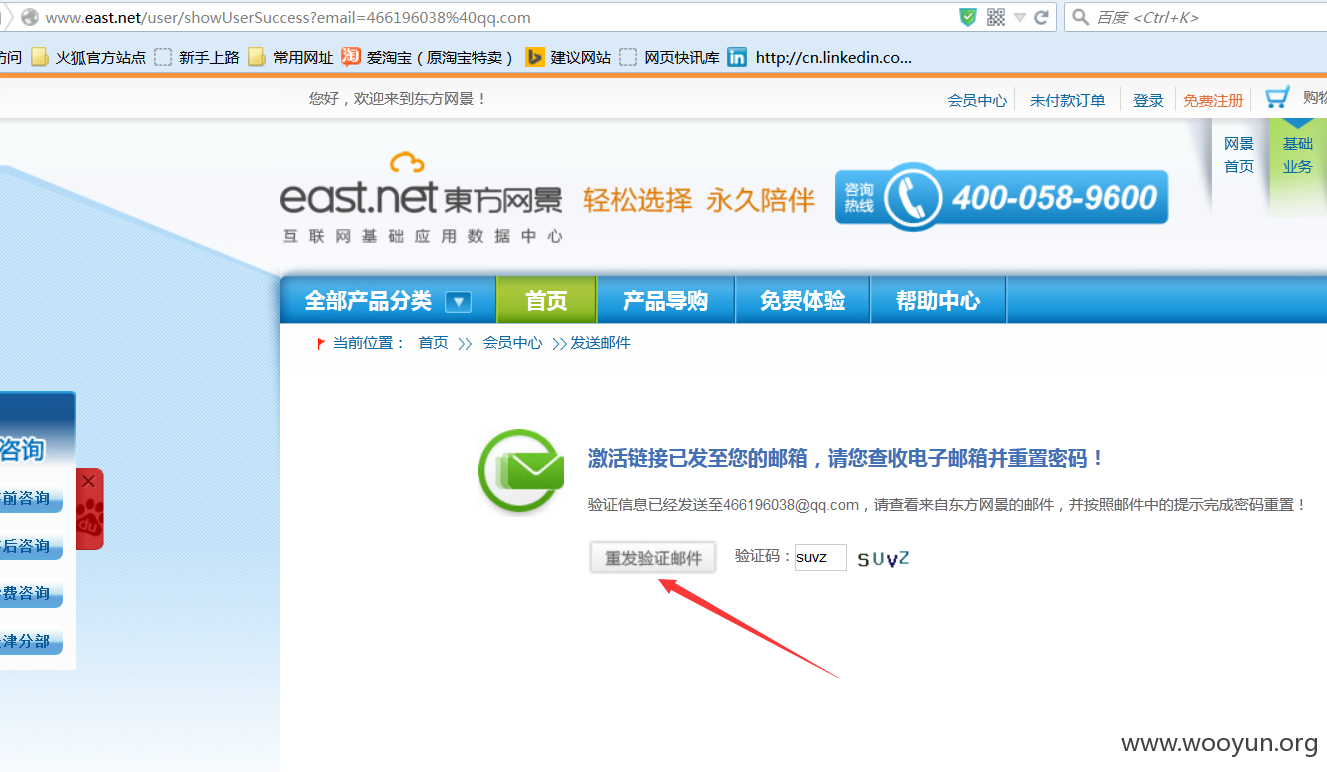 www.east.net/user/showUserSuccess?email=466196038%40qq.com
百度 <Ctrl+K>
访问 火狐官方站点 新手上路 常用网址 爱淘宝（原淘宝特卖） 建议网站 网页快讯库 http://cn.linkedin.co...
您好，欢迎来到东方网景！
会员中心 未付款订单 登录 免费注册 购物
网景首页
基础业务
east.net 東方网景
互联网基础应用数据中心
轻松选择 永久陪伴
咨询热线 400-058-9600
全部产品分类 首页 产品导购 免费体验 帮助中心
当前位置： 首页 >> 会员中心 >> 发送邮件
咨询
前咨询
后咨询
费咨询
津分部
du
激活链接已发至您的邮箱，请您查收电子邮箱并重置密码！
验证信息已经发送至466196038@qq.com，请查看来自东方网景的邮件，并按照邮件中的提示完成密码重置！
重发验证邮件 验证码：suvz SUVZ
www.wooyun.org